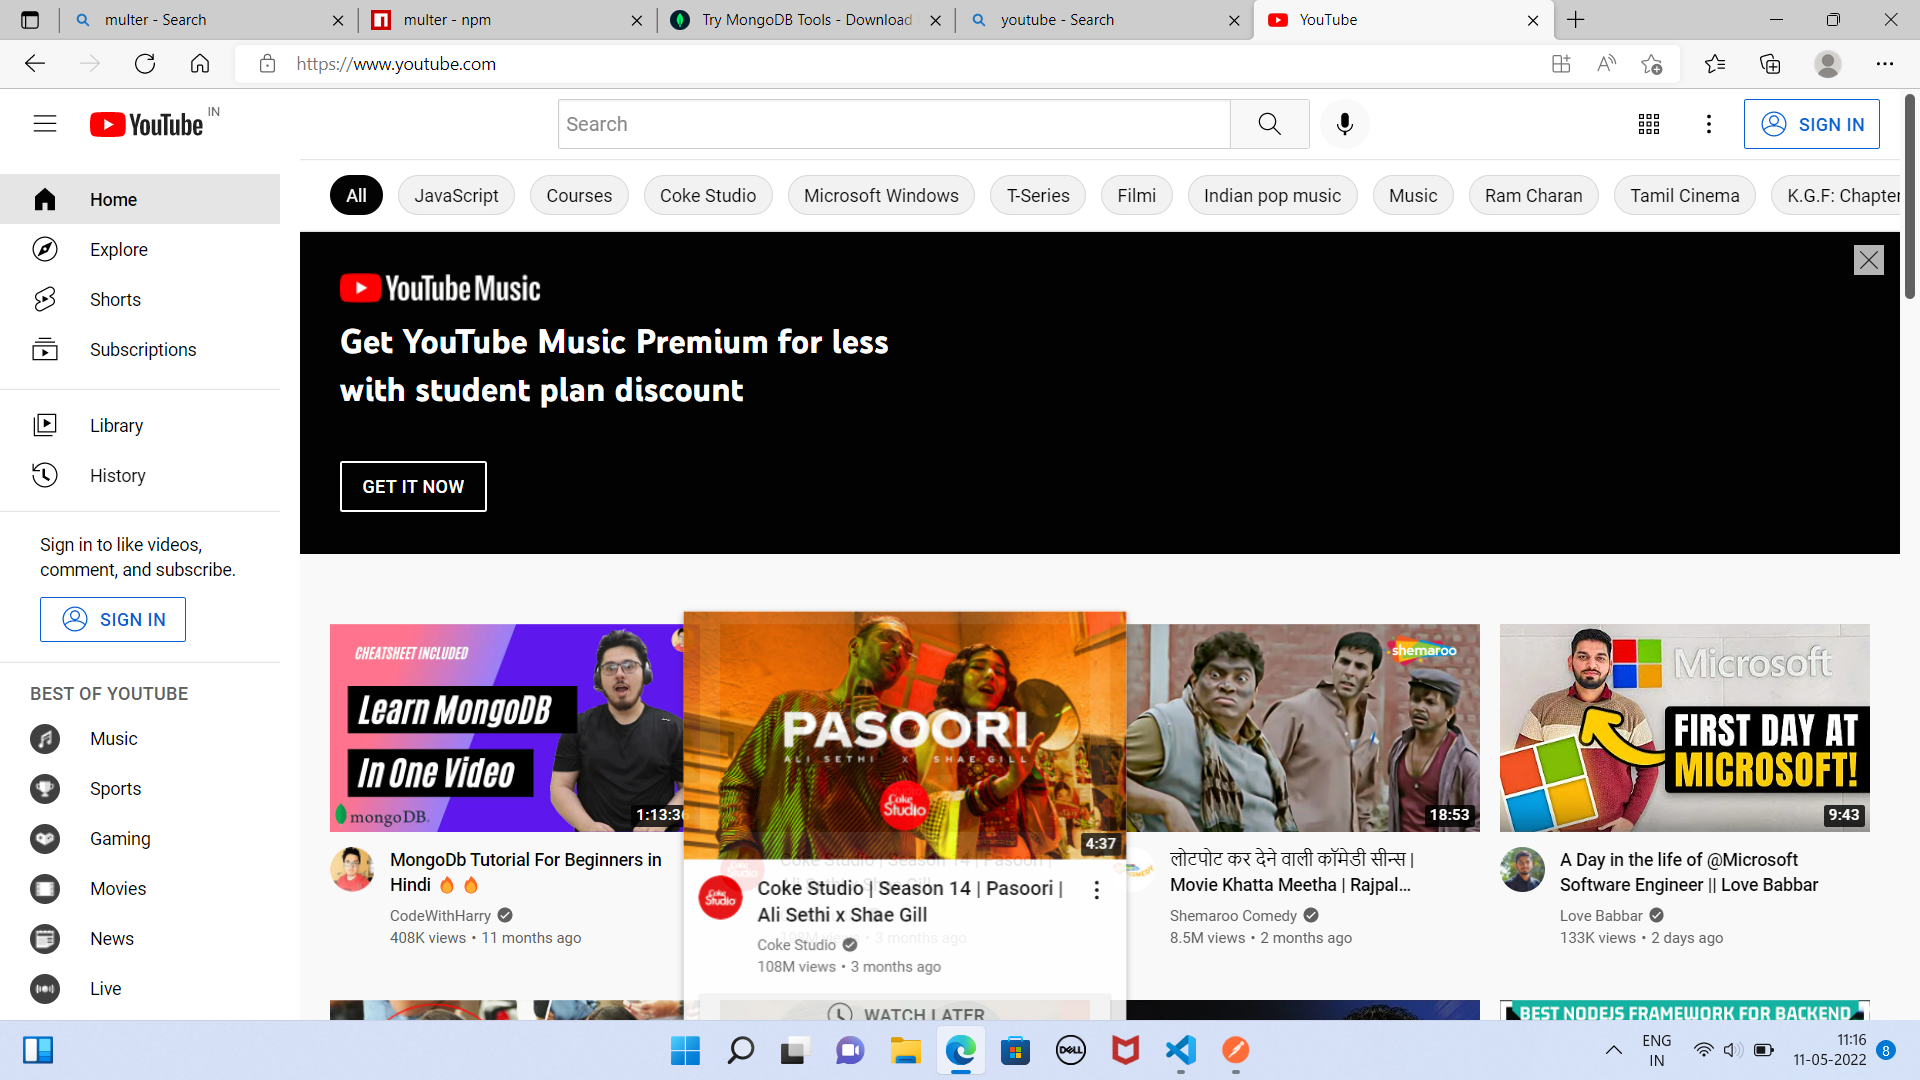 multer - Search
multer - npm
Try MongoDB Tools - Download
youtube - Search
YouTube
https://www.youtube.com
YouTube IN
Search
SIGN IN
Home
Explore
Shorts
Subscriptions
Library
History
Sign in to like videos,
comment, and subscribe.
SIGN IN
BEST OF YOUTUBE
Music
Sports
Gaming
Movies
News
Live
All
JavaScript
Courses
Coke Studio
Microsoft Windows
T-Series
Filmi
Indian pop music
Music
Ram Charan
Tamil Cinema
K.G.F: Chapter
YouTube Music
Get YouTube Music Premium for less
with student plan discount
GET IT NOW
CHEATSHEET INCLUDED
Learn MongoDB
In One Video
mongoDB
1:13:36
MongoDb Tutorial For Beginners in
Hindi 🔥 🔥
CodeWithHarry
408K views • 11 months ago
PASOORI
ALI SETHI X SHAE GILL
Coke Studio
4:37
Coke Studio
Coke Studio | Season 14 | Pasoori |
Ali Sethi x Shae Gill
Coke Studio
108M views • 3 months ago
WATCH LATER
shemaroo
18:53
लोटपोट कर देने वाली कॉमेडी सीन्स |
Movie Khatta Meetha | Rajpal...
Shemaroo Comedy
8.5M views • 2 months ago
Microsoft
FIRST DAY AT
MICROSOFT!
9:43
A Day in the life of @Microsoft
Software Engineer || Love Babbar
Love Babbar
133K views • 2 days ago
BEST NODEJS FRAMEWORK FOR BACKEND
DELL
ENG
IN
11:16
11-05-2022
8